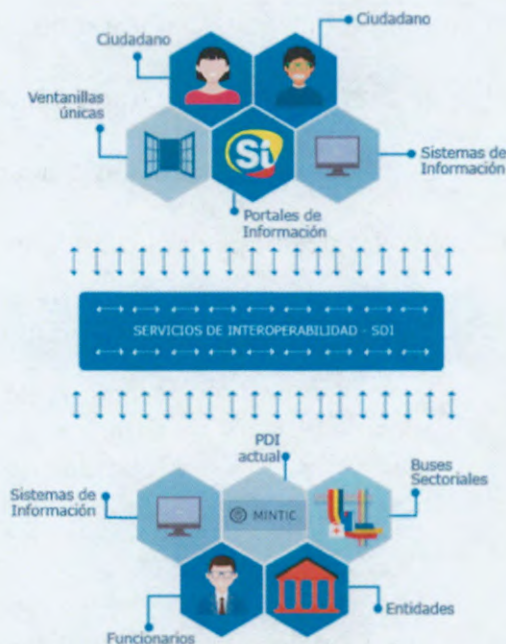 Ciudadano
Ciudadano
Ventanillas
únicas
Si
Sistemas de
Información
Portales de
Información
SERVICIOS DE INTEROPERABILIDAD - SDI
PDI
actual
Buses
Sectoriales
Sistemas de
Información
MINTIC
Entidades
Funcionarios